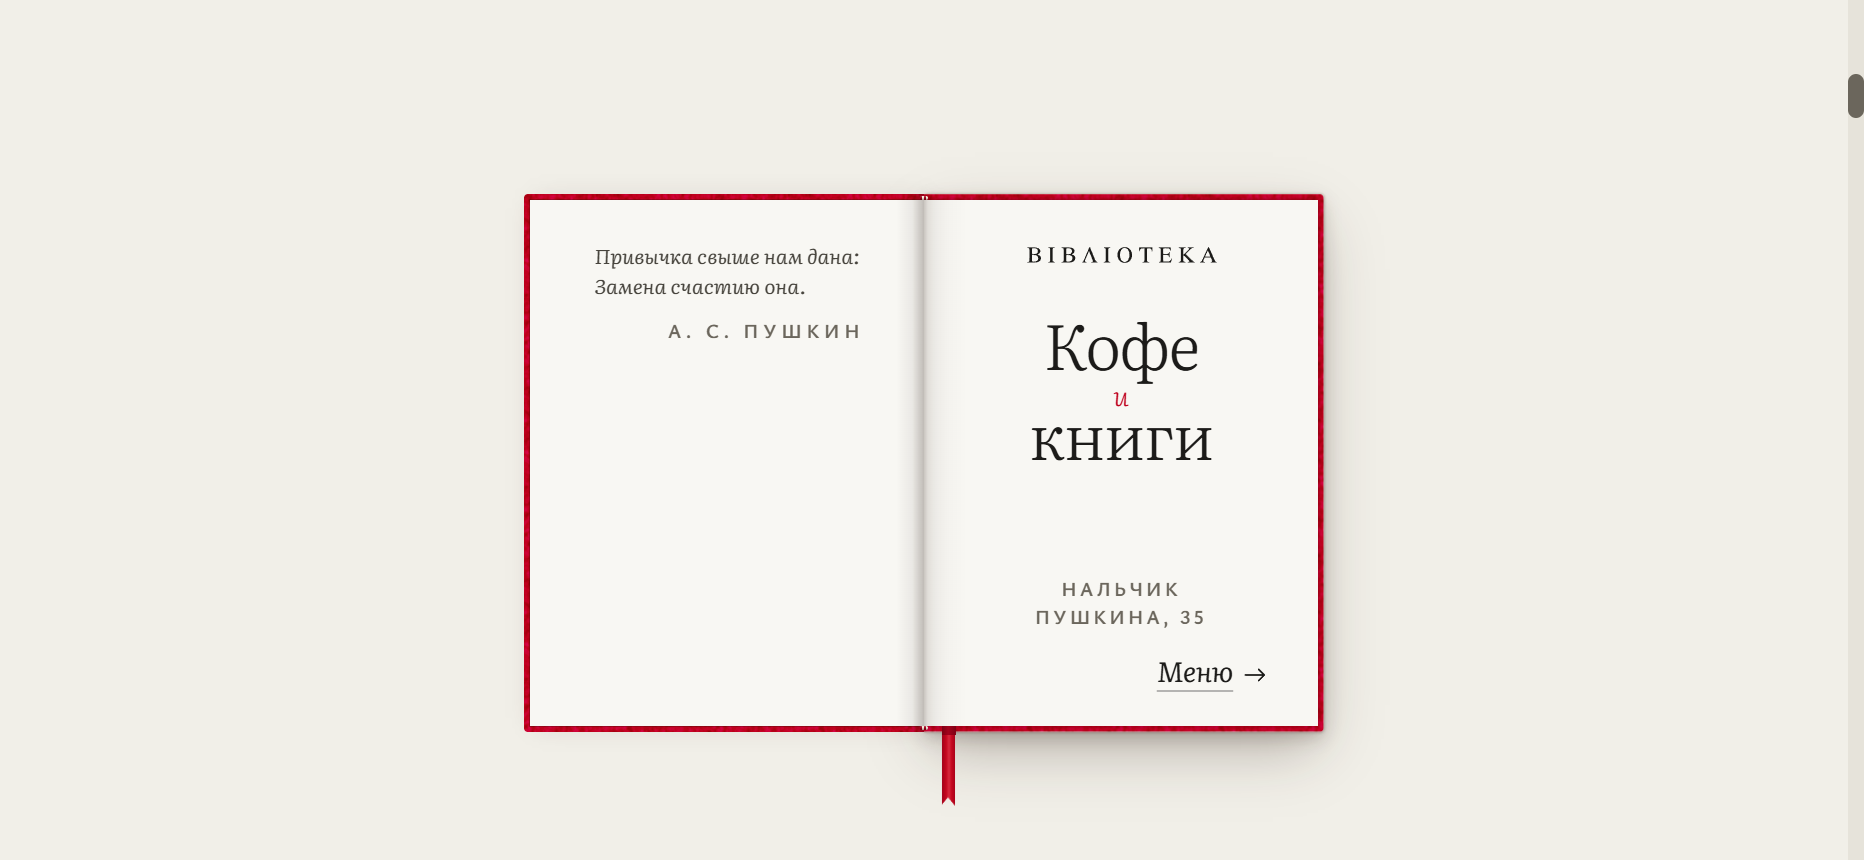 Привычка свыше нам дана:
Замена счастию она.
А. С. ПУШКИН
BIBΛIOTEKA
Кофе
и
книги
НАЛЬЧИК
ПУШКИНА, 35
Меню →